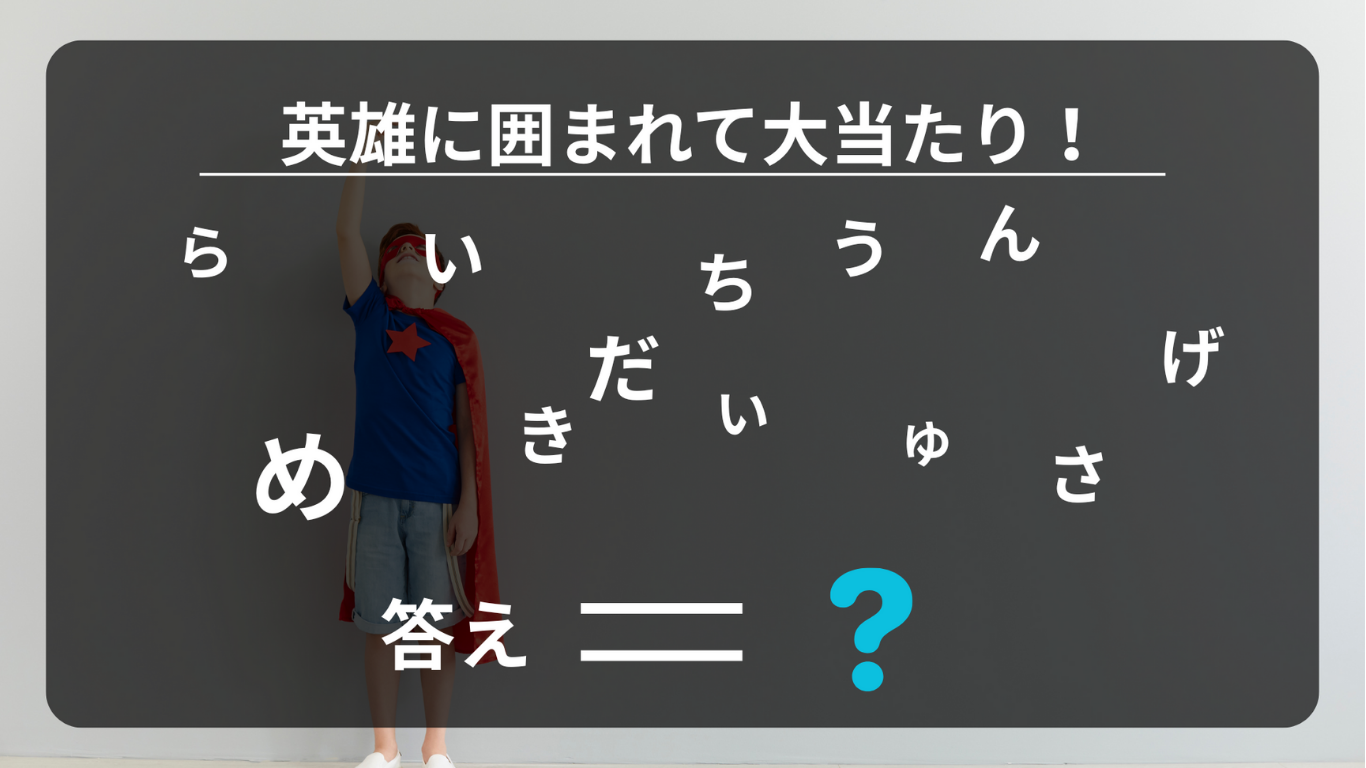 英雄に囲まれて大当たり！
ら
い
ち
う
ん
だ
げ
き
い
ゅ
め
さ
答え
＝
？